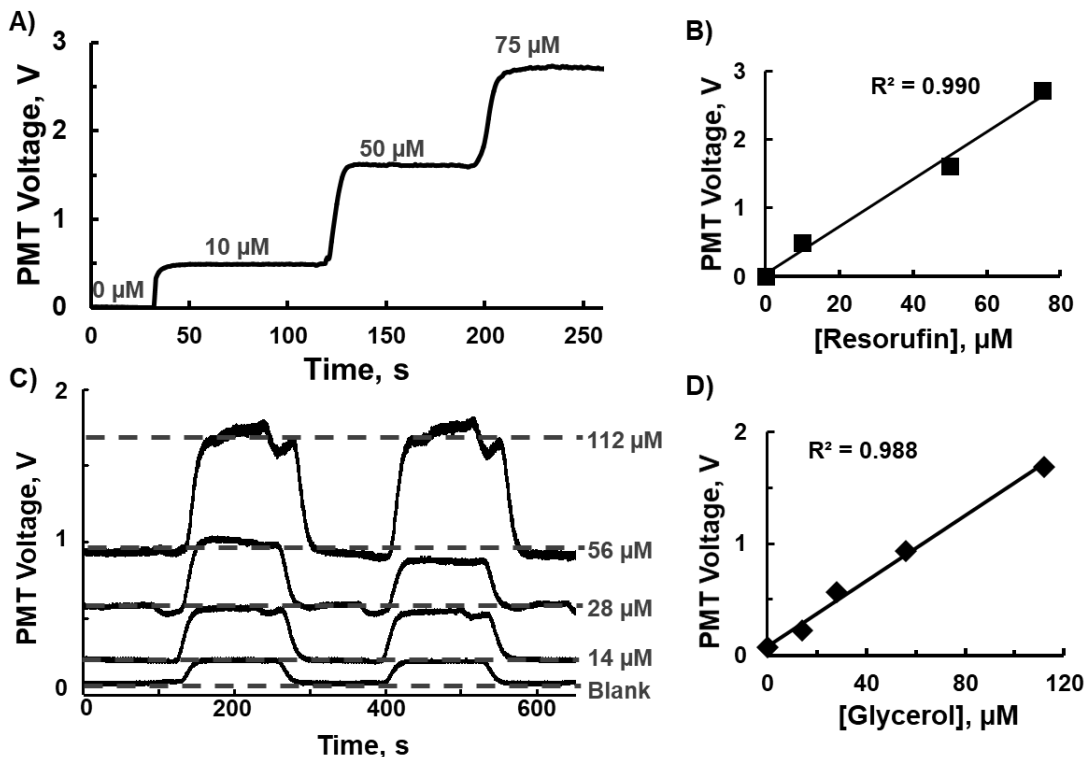 A)
PMT Voltage, V
3
2
1
0
0 µM
10 µM
50 µM
75 µM
0
50
100
150
200
250
Time, s
B)
PMT Voltage, V
3
2
1
0
R² = 0.990
0
20
40
60
80
[Resorufin], µM
C)
PMT Voltage, V
2
1
0
112 µM
56 µM
28 µM
14 µM
Blank
0
200
400
600
Time, s
D)
PMT Voltage, V
2
1
0
R² = 0.988
0
40
80
120
[Glycerol], µM